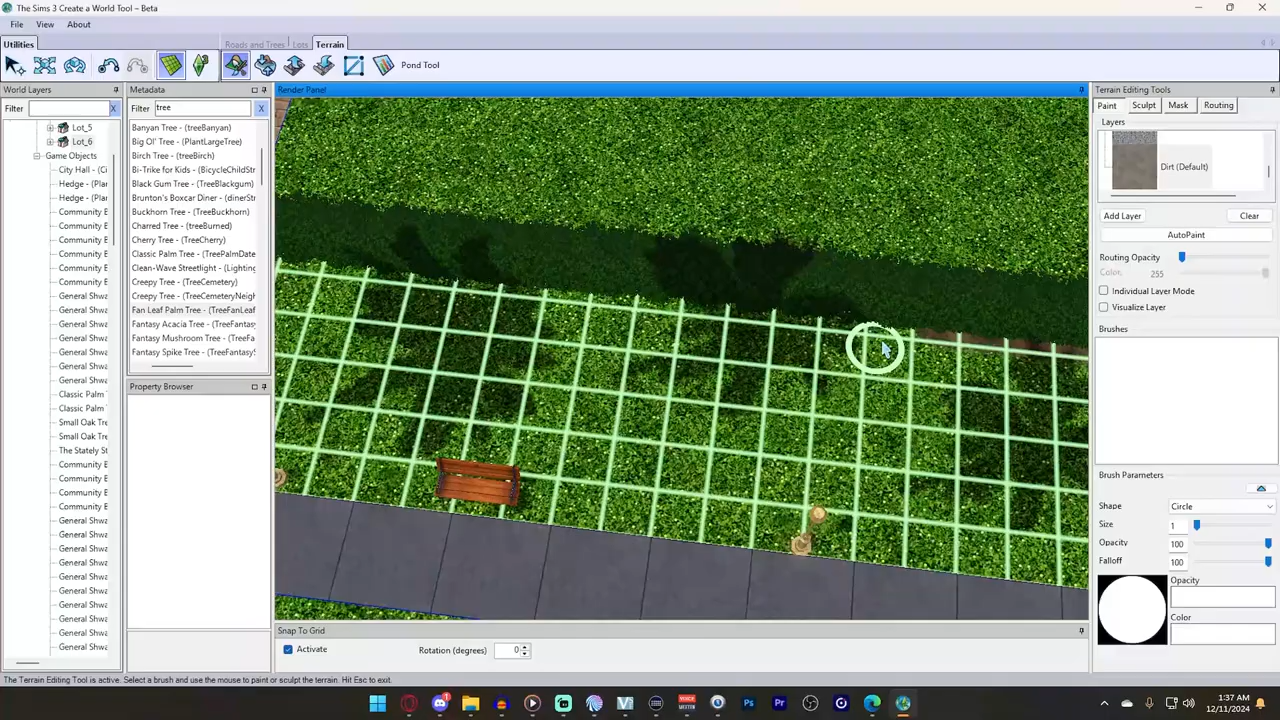 The Sims 3 Create a World Tool – Beta
File View About
Utilities Roads and Trees Lots Terrain
Pond Tool
World Layers
Filter X
Lot_5
Lot_6
Game Objects
City Hall - (Ci
Hedge - (Plar
Hedge - (Plar
Community B
Community B
Community B
Community B
Community B
General Shwa
General Shwa
General Shwa
General Shwa
General Shwa
General Shwa
Classic Palm
Classic Palm
Small Oak Tre
Small Oak Tre
The Stately St
Community B
Community B
Community B
Community B
General Shwa
General Shwa
General Shwa
General Shwa
General Shwa
General Shwa
General Shwa
General Shwa
General Shwa
General Shwa
Metadata
Filter tree X
Banyan Tree - (treeBanyan)
Big Ol' Tree - (PlantLargeTree)
Birch Tree - (treeBirch)
Bi-Trike for Kids - (BicycleChildStr
Black Gum Tree - (TreeBlackgum)
Brunton's Boxcar Diner - (dinerStr
Buckhorn Tree - (TreeBuckhorn)
Charred Tree - (treeBurned)
Cherry Tree - (TreeCherry)
Classic Palm Tree - (TreePalmDate
Clean-Wave Streetlight - (Lighting
Creepy Tree - (TreeCemetery)
Creepy Tree - (TreeCemeteryNeigh
Fan Leaf Palm Tree - (TreeFanLeaf
Fantasy Acacia Tree - (TreeFantasy
Fantasy Mushroom Tree - (TreeFa
Fantasy Spike Tree - (TreeFantasyS
Property Browser
Render Panel
Snap To Grid
Activate Rotation (degrees) 0
Terrain Editing Tools
Paint Sculpt Mask Routing
Layers
Dirt (Default)
Add Layer Clear
AutoPaint
Routing Opacity
Color, 255
Individual Layer Mode
Visualize Layer
Brushes
Brush Parameters
Shape Circle
Size 1
Opacity 100
Falloff 100
Opacity
Color
The Terrain Editing Tool is active. Select a brush and use the mouse to paint or sculpt the terrain. Hit Esc to exit.
1:37 AM
12/11/2024